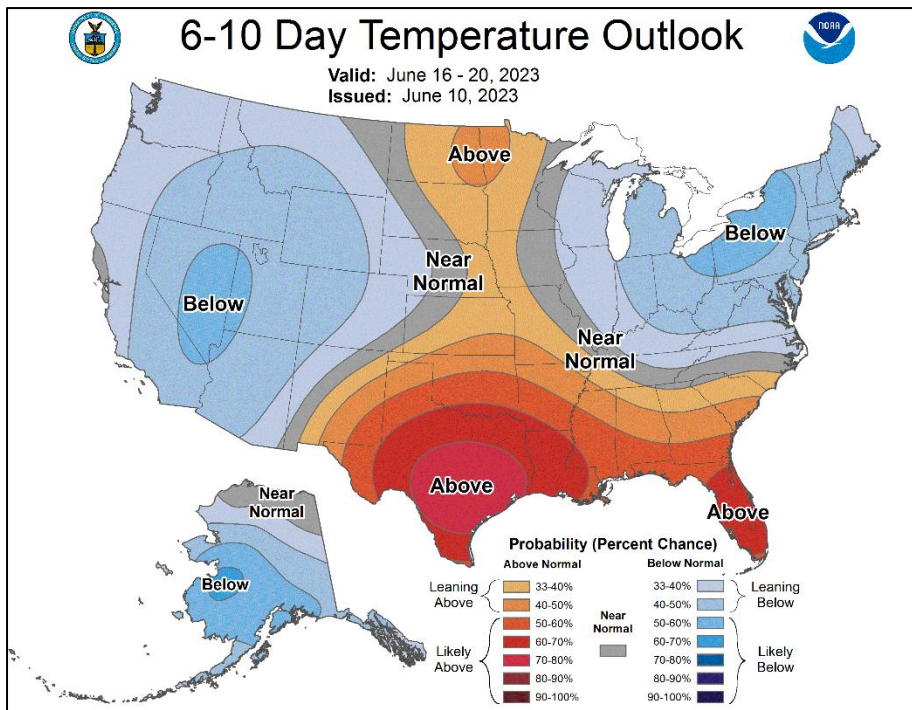 6-10 Day Temperature Outlook
NOAA
Valid: June 16 - 20, 2023
Issued: June 10, 2023
Above
Below
Near
Normal
Below
Near
Normal
Above
Above
Near
Normal
Below
Probability (Percent Chance)
Above Normal
Below Normal
Leaning
Above
33-40%
40-50%
Likely
Above
50-60%
60-70%
70-80%
80-90%
90-100%
Near
Normal
33-40%
40-50%
Leaning
Below
50-60%
60-70%
70-80%
80-90%
90-100%
Likely
Below